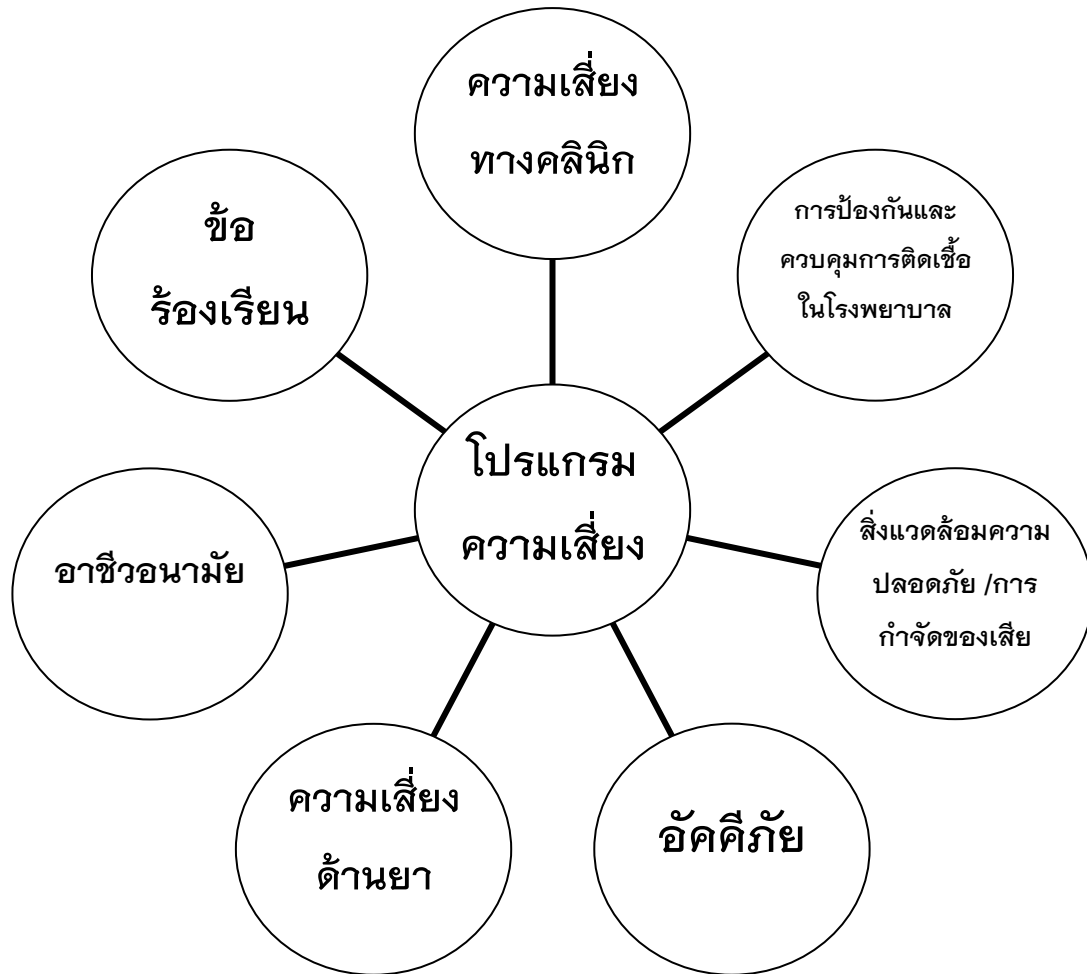 ความเสี่ยง
ทางคลินิก
การป้องกันและ
ควบคุมการติดเชื้อ
ในโรงพยาบาล
สิ่งแวดล้อมความ
ปลอดภัย /การ
กำจัดของเสีย
อัคคีภัย
ความเสี่ยง
ด้านยา
อาชีวอนามัย
ข้อ
ร้องเรียน
โปรแกรม
ความเสี่ยง